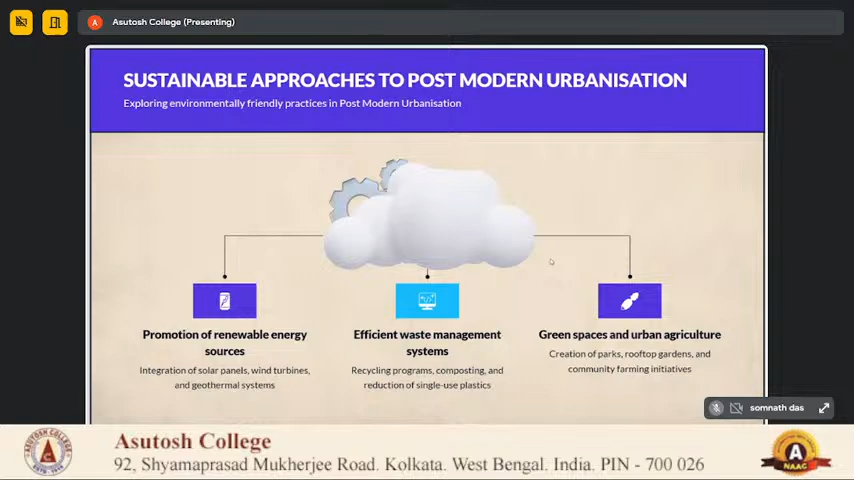 Asutosh College (Presenting)
SUSTAINABLE APPROACHES TO POST MODERN URBANISATION
Exploring environmentally friendly practices in Post Modern Urbanisation
Promotion of renewable energy
sources
Integration of solar panels, wind turbines,
and geothermal systems
Efficient waste management
systems
Recycling programs, composting, and
reduction of single-use plastics
Green spaces and urban agriculture
Creation of parks, rooftop gardens, and
community farming initiatives
somnath das
Asutosh College
92, Shyamaprasad Mukherjee Road. Kolkata. West Bengal. India. PIN - 700 026
ASUTOSH COLLEGE
A
NAAC